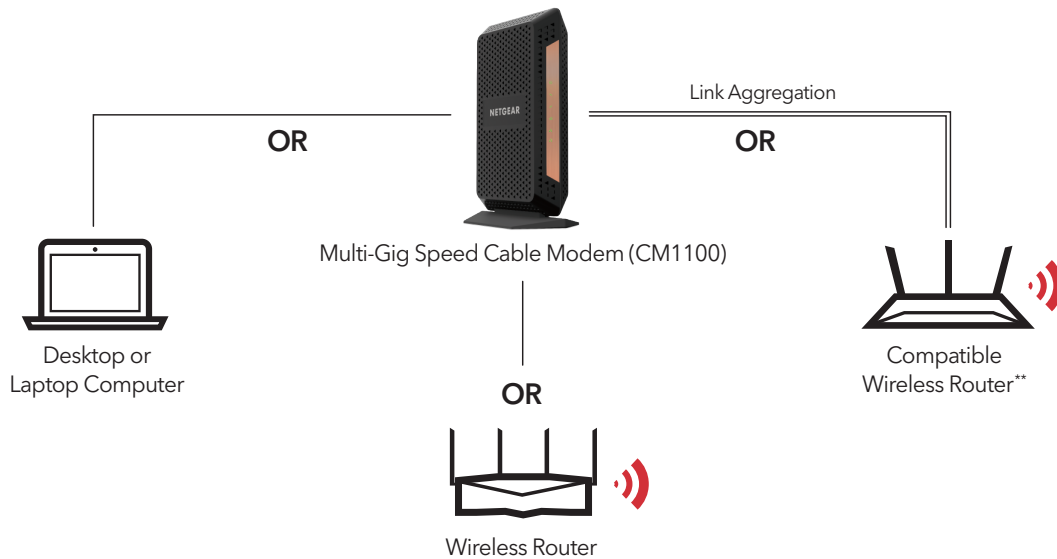 NETGEAR
Link Aggregation
OR
OR
Multi-Gig Speed Cable Modem (CM1100)
Desktop or
Laptop Computer
Compatible
Wireless Router**
OR
Wireless Router